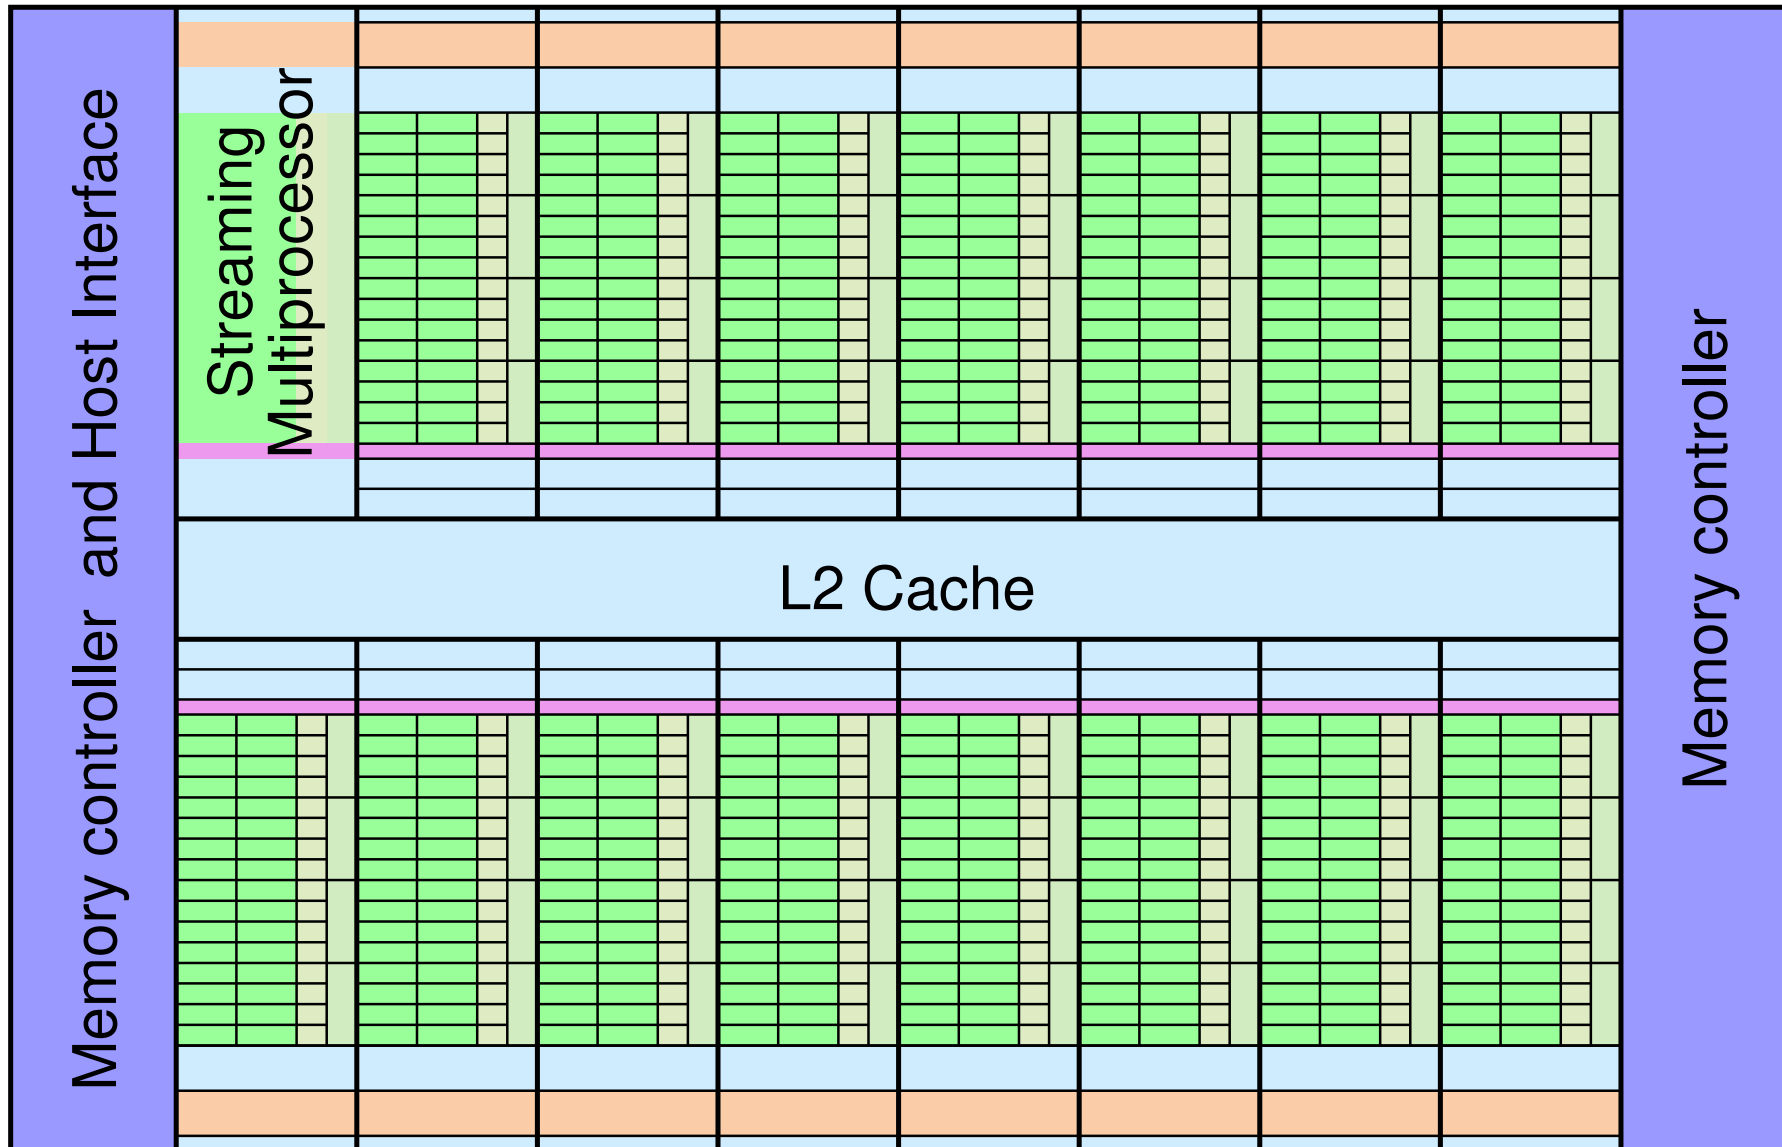 Memory controller and Host Interface
Streaming
Multiprocessor
L2 Cache
Memory controller